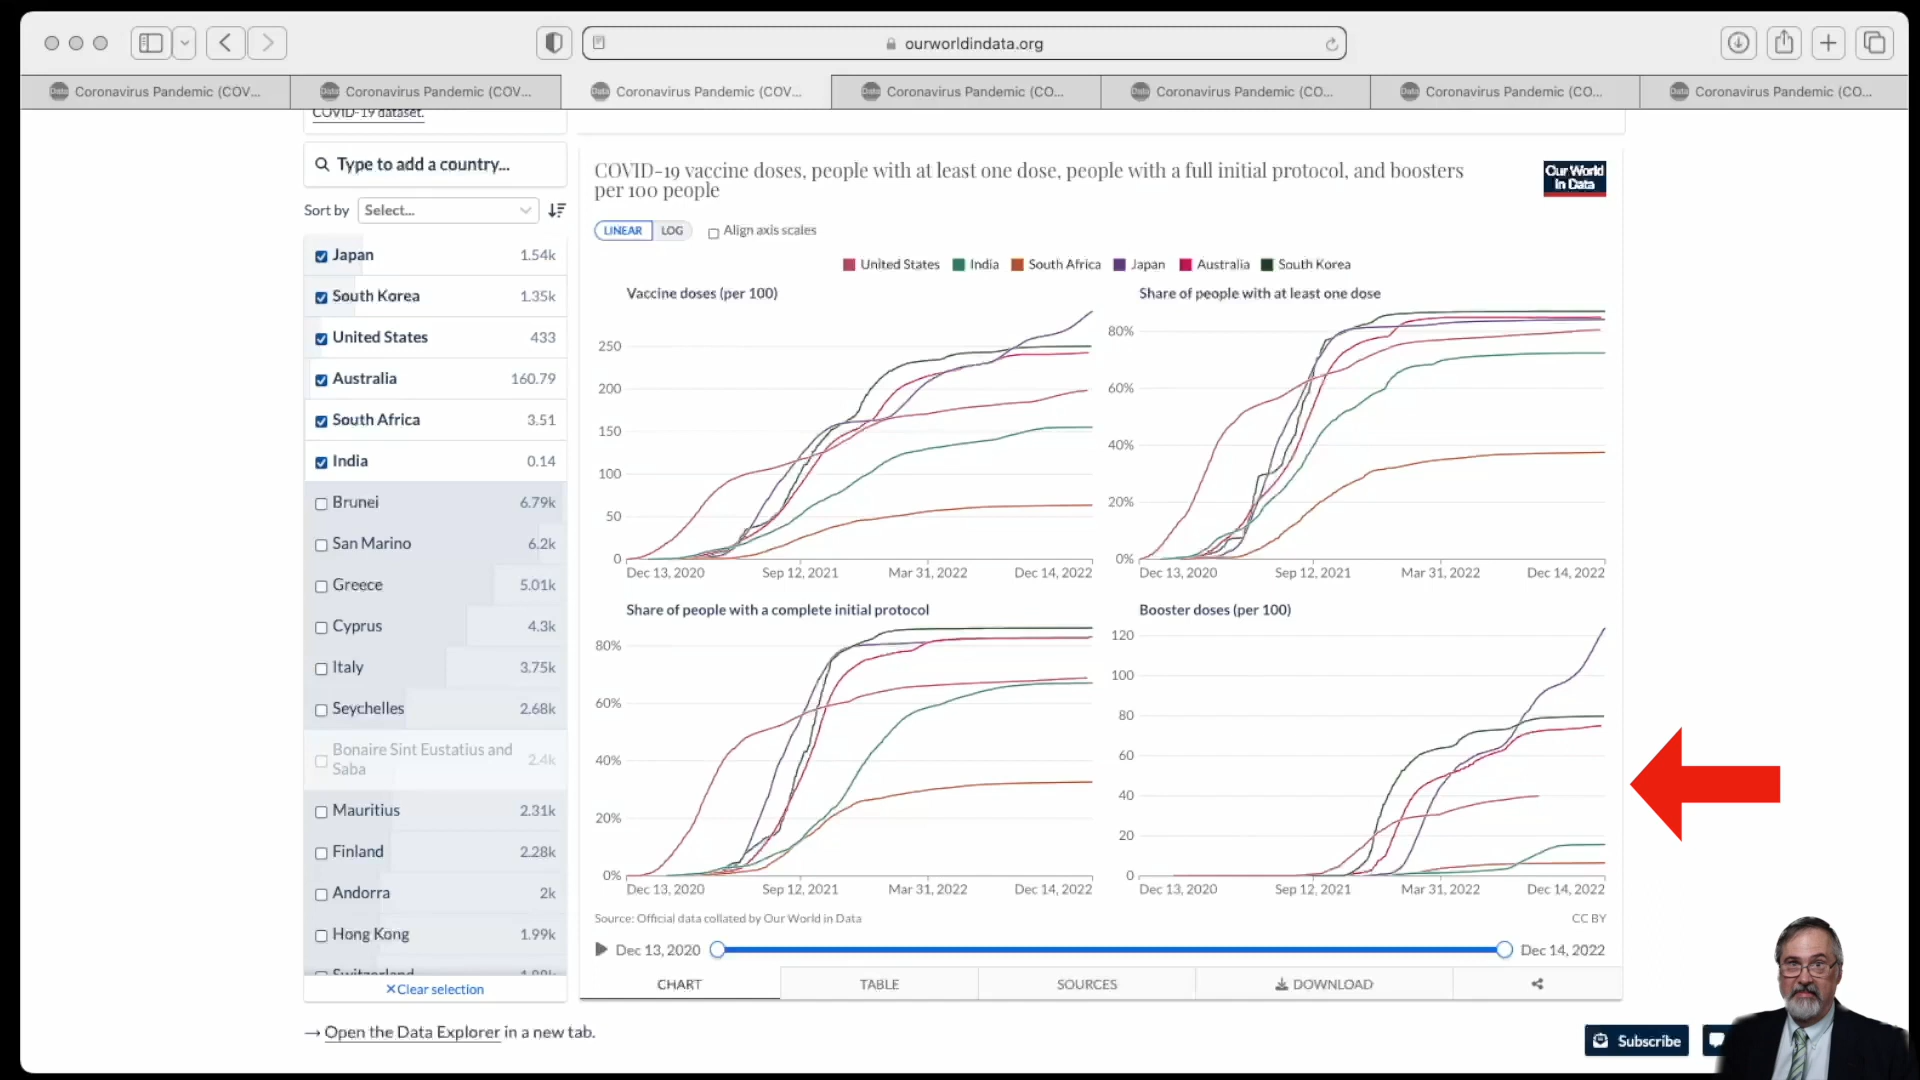 ourworldindata.org
Coronavirus Pandemic (COV...
Coronavirus Pandemic (COV...
Coronavirus Pandemic (COV...
Coronavirus Pandemic (CO...
Coronavirus Pandemic (CO...
Coronavirus Pandemic (CO...
Coronavirus Pandemic (CO...
COVID-19 dataset.
Type to add a country...
Sort by Select...
Japan 1.54k
South Korea 1.35k
United States 433
Australia 160.79
South Africa 3.51
India 0.14
Brunei 6.79k
San Marino 6.2k
Greece 5.01k
Cyprus 4.3k
Italy 3.75k
Seychelles 2.68k
Bonaire Sint Eustatius and
Saba 2.4k
Mauritius 2.31k
Finland 2.28k
Andorra 2k
Hong Kong 1.99k
Switzerland
×Clear selection
→ Open the Data Explorer in a new tab.
COVID-19 vaccine doses, people with at least one dose, people with a full initial protocol, and boosters
per 100 people
Our World
in Data
LINEAR LOG Align axis scales
United States India South Africa Japan Australia South Korea
Vaccine doses (per 100)
250
200
150
100
50
0
Dec 13, 2020 Sep 12, 2021 Mar 31, 2022 Dec 14, 2022
Share of people with at least one dose
80%
60%
40%
20%
0%
Dec 13, 2020 Sep 12, 2021 Mar 31, 2022 Dec 14, 2022
Share of people with a complete initial protocol
80%
60%
40%
20%
0%
Dec 13, 2020 Sep 12, 2021 Mar 31, 2022 Dec 14, 2022
Booster doses (per 100)
120
100
80
60
40
20
0
Dec 13, 2020 Sep 12, 2021 Mar 31, 2022 Dec 14, 2022
Source: Official data collated by Our World in Data CC BY
Dec 13, 2020 Dec 14, 2022
CHART TABLE SOURCES DOWNLOAD
Subscribe